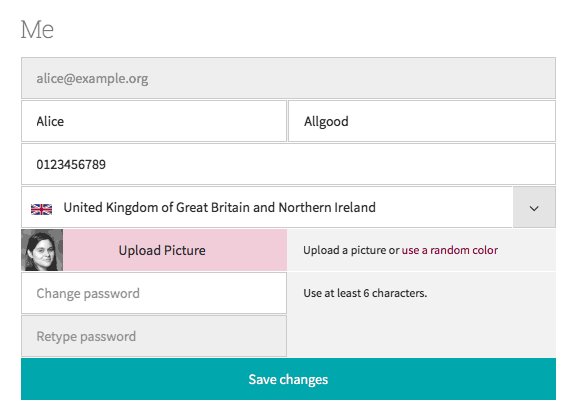 Me
alice@example.org
Alice Allgood
0123456789
United Kingdom of Great Britain and Northern Ireland
Upload Picture Upload a picture or use a random color
Change password Use at least 6 characters.
Retype password
Save changes